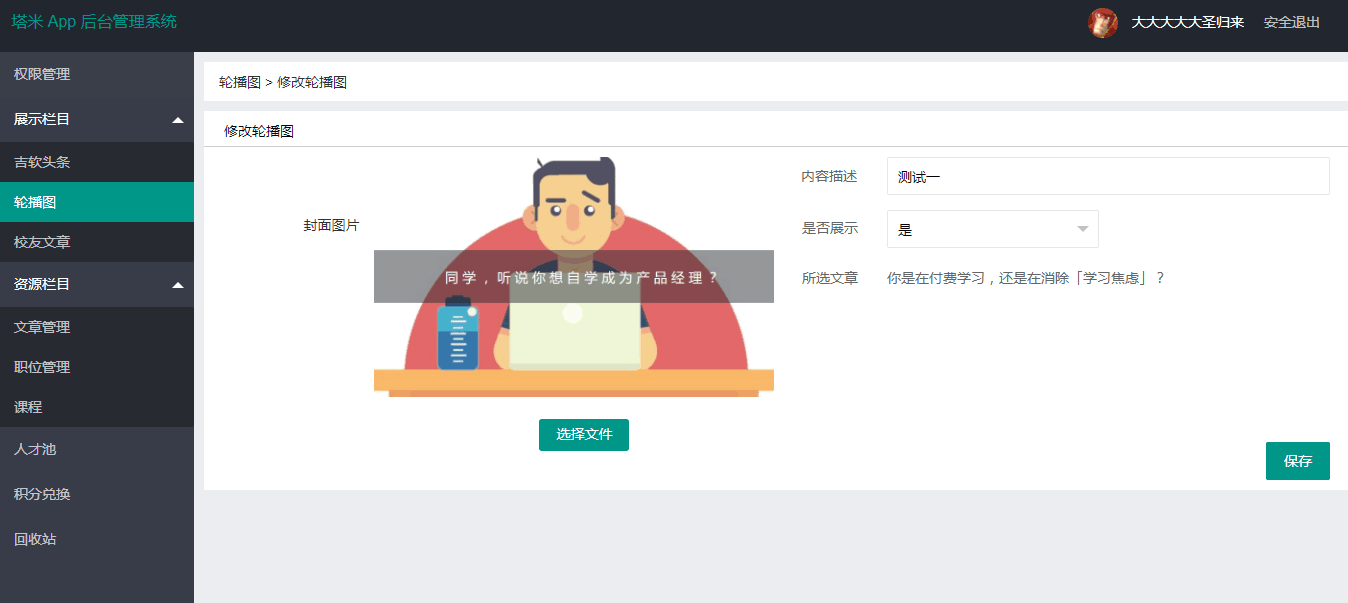 塔米 App 后台管理系统
大大大大大圣归来 安全退出
权限管理
展示栏目
吉软头条
轮播图
校友文章
资源栏目
文章管理
职位管理
课程
人才池
积分兑换
回收站
轮播图 > 修改轮播图
修改轮播图
封面图片
同学，听说你想自学成为产品经理？
选择文件
内容描述 测试一
是否展示 是
所选文章 你是在付费学习，还是在消除「学习焦虑」？
保存